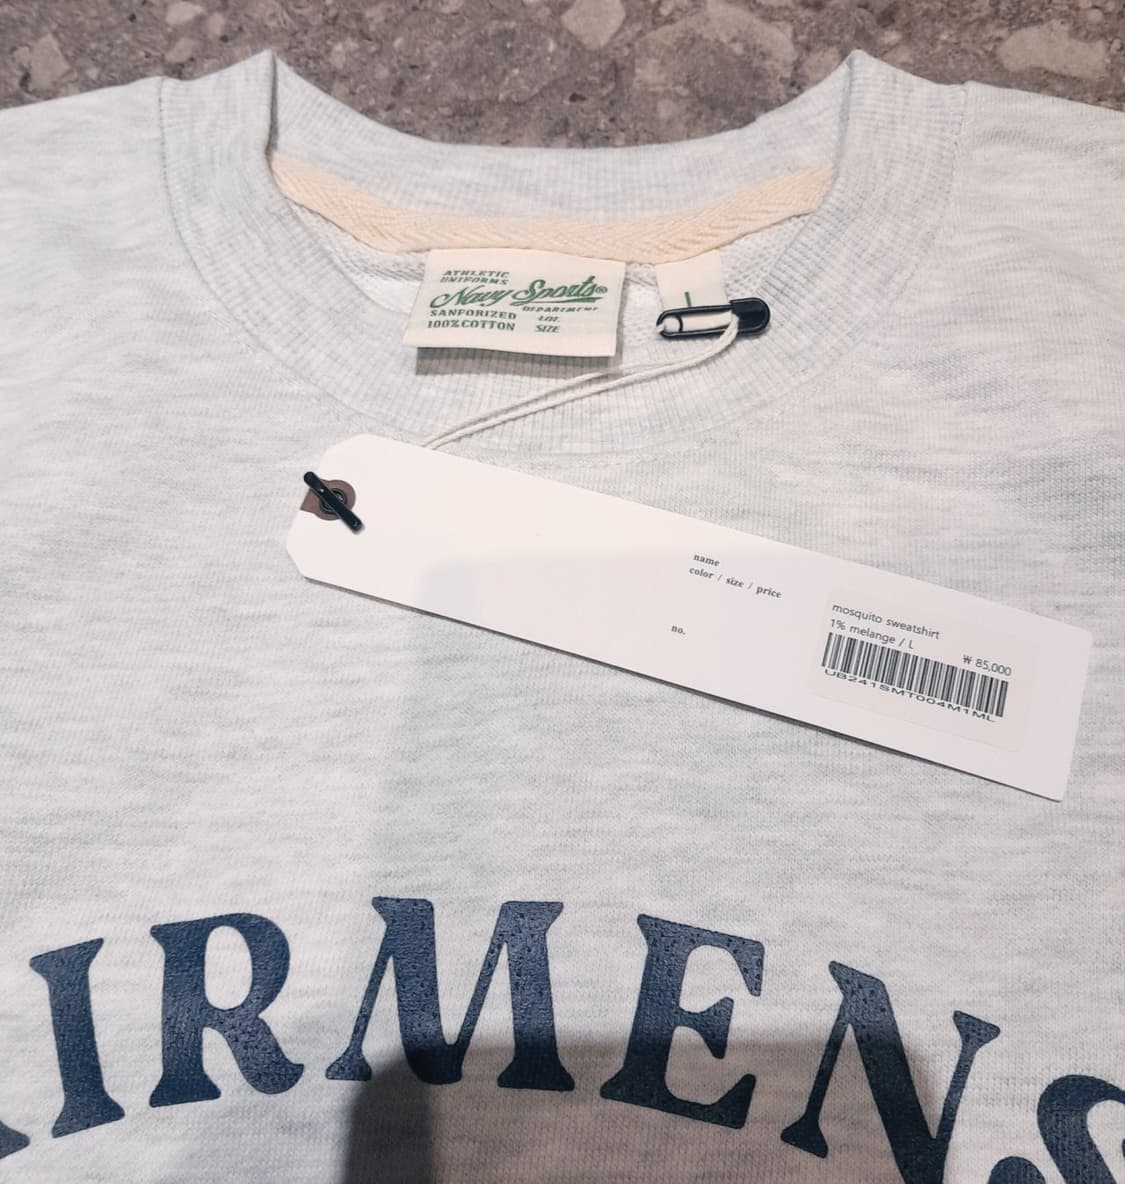 ATHLETIC
UNIFORMS
Navy Sports®
DEPARTMENT
SANFORIZED
100% COTTON
LOT.
SIZE
L
name
color / size / price
no.
mosquito sweatshirt
1% melange / L
₩ 85,000
UB241SMT004M1ML
AIRMEN'S